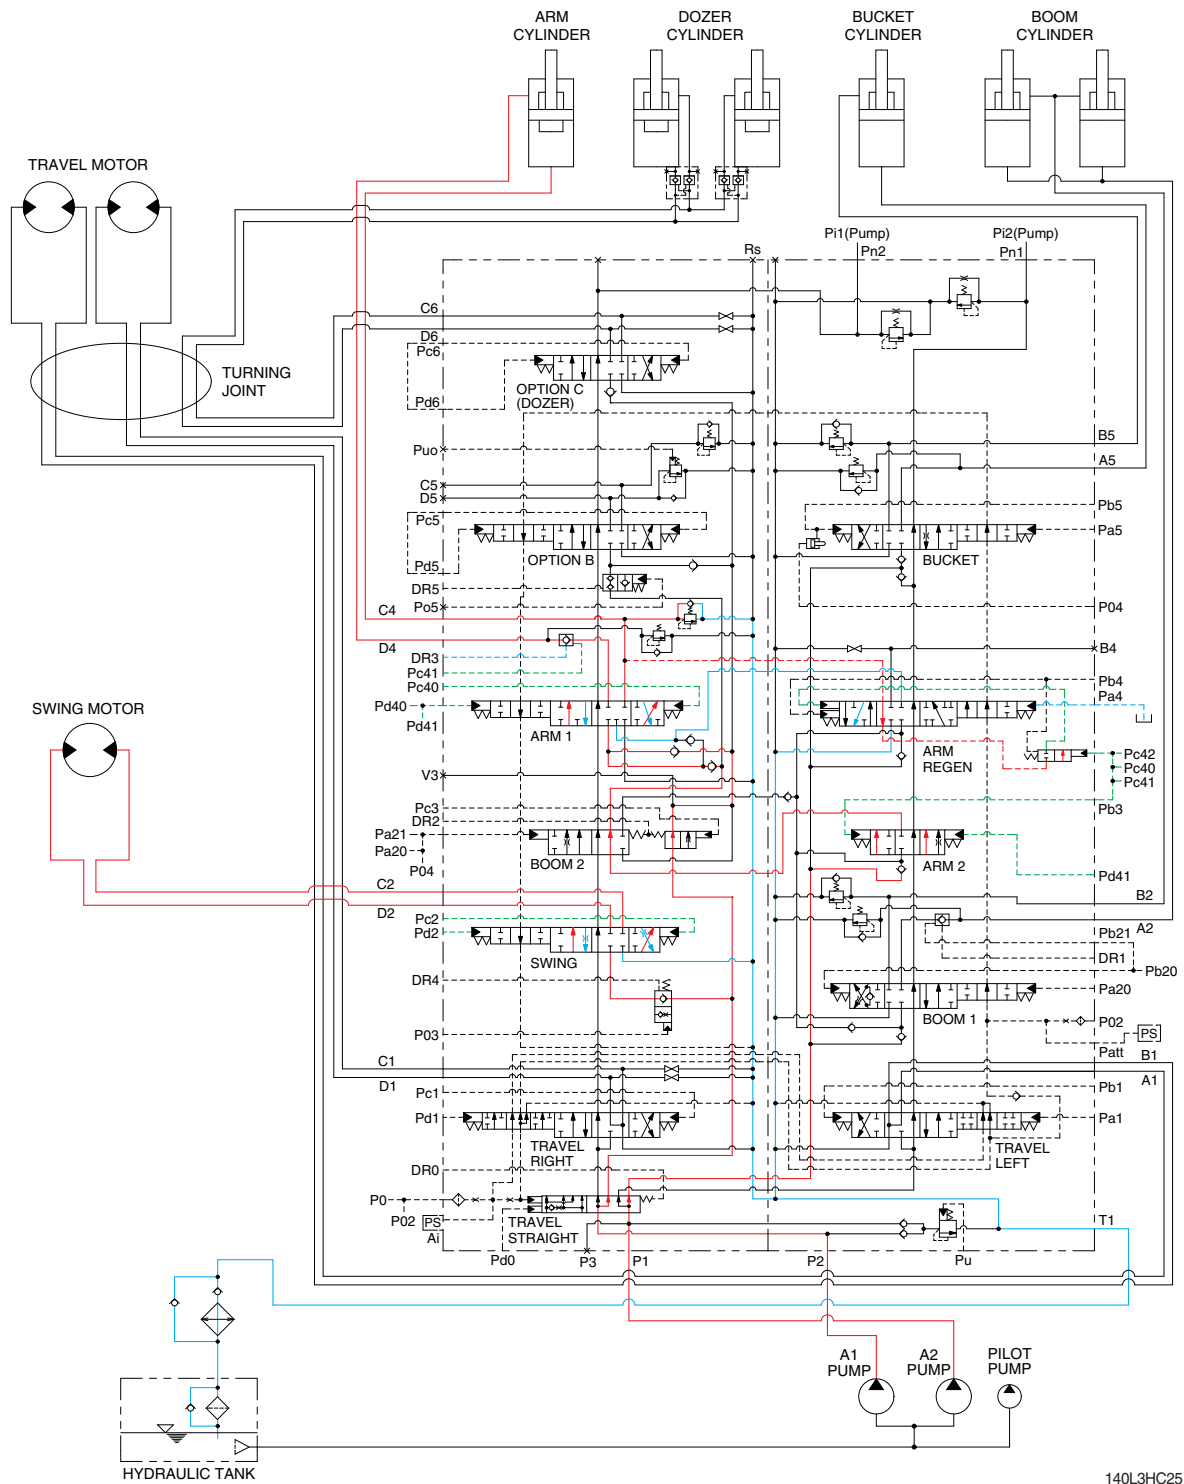 ARM
CYLINDER
DOZER
CYLINDER
BUCKET
CYLINDER
BOOM
CYLINDER
TRAVEL MOTOR
TURNING
JOINT
Rs
Pi1(Pump)
Pn2
Pi2(Pump)
Pn1
C6
D6
Pc6
Pd6
OPTION C
(DOZER)
Puo
C5
D5
Pc5
Pd5
OPTION B
DR5
Po5
C4
D4
DR3
Pc41
Pc40
Pd40
Pd41
ARM 1
B5
A5
Pb5
Pa5
BUCKET
P04
B4
Pb4
Pa4
ARM
REGEN
Pc42
Pc40
Pc41
Pb3
SWING MOTOR
V3
Pc3
DR2
Pa21
Pa20
P04
BOOM 2
ARM 2
Pd41
C2
D2
Pc2
Pd2
SWING
B2
A2
Pb21
DR1
Pb20
Pa20
BOOM 1
DR4
P03
P02
PS
Patt
C1
D1
Pc1
Pd1
TRAVEL
RIGHT
B1
A1
Pb1
Pa1
TRAVEL
LEFT
DR0
P0
P02
PS
Ai
TRAVEL
STRAIGHT
Pd0
P3
P1
P2
Pu
T1
A1
PUMP
A2
PUMP
PILOT
PUMP
HYDRAULIC TANK
140L3HC25